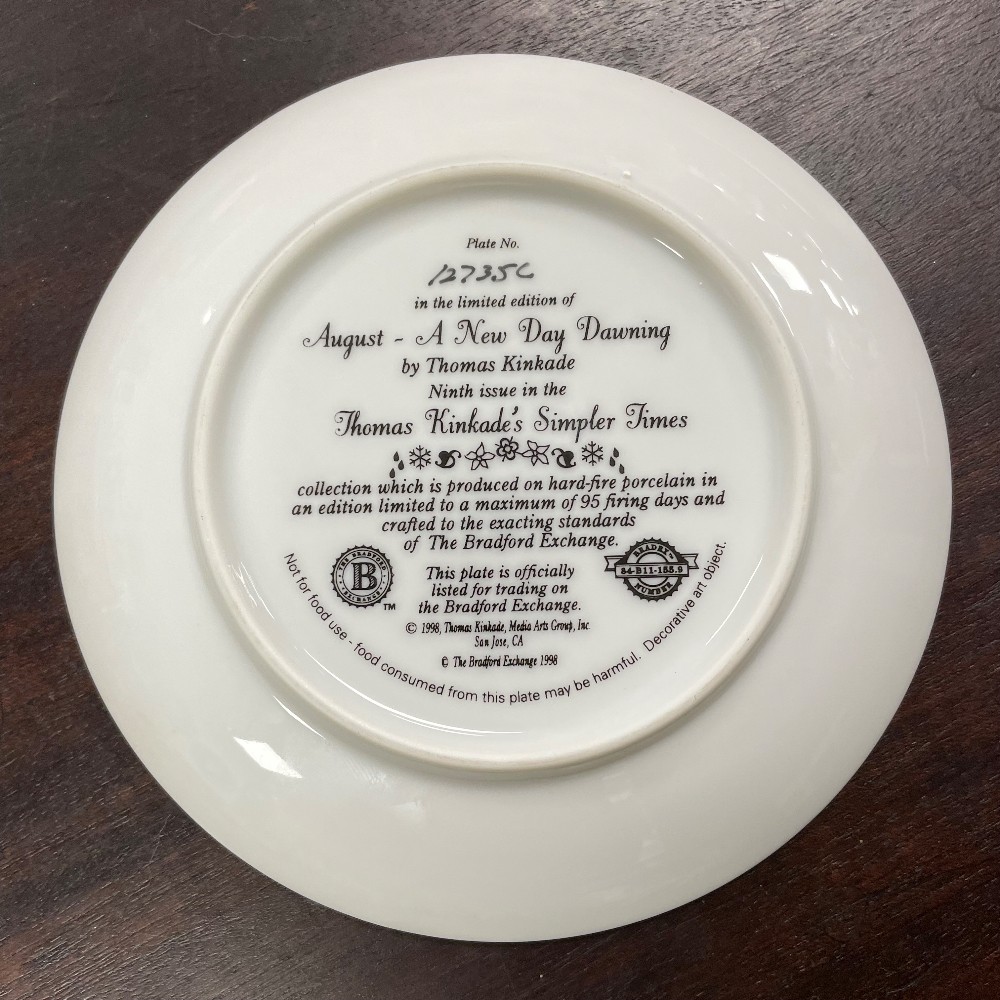 Plate No.
12735C
in the limited edition of
August - A New Day Dawning
by Thomas Kinkade
Ninth issue in the
Thomas Kinkade's Simpler Times
collection which is produced on hard-fire porcelain in
an edition limited to a maximum of 95 firing days and
crafted to the exacting standards
of The Bradford Exchange.
THE BRADFORD EXCHANGE
B
TM
This plate is officially
listed for trading on
the Bradford Exchange.
BRADEX
84-B11-155.9
NUMBER
© 1998, Thomas Kinkade, Media Arts Group, Inc.
San Jose, CA
© The Bradford Exchange 1998
Not for food use - food consumed from this plate may be harmful. Decorative art object.